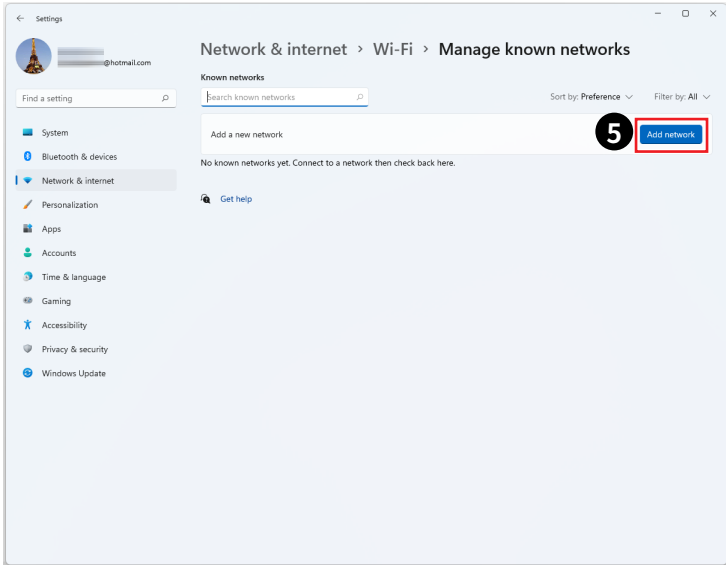 Settings
@hotmail.com
Network & internet > Wi-Fi > Manage known networks
Known networks
Find a setting
Search known networks
Sort by: Preference
Filter by: All
Add a new network
5
Add network
No known networks yet. Connect to a network then check back here.
Get help
System
Bluetooth & devices
Network & internet
Personalization
Apps
Accounts
Time & language
Gaming
Accessibility
Privacy & security
Windows Update